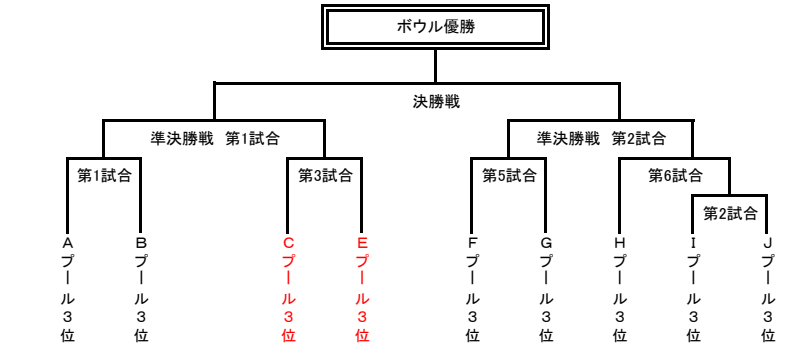 ボウル優勝
決勝戦
準決勝戦　第1試合
準決勝戦　第2試合
第1試合
第3試合
第5試合
第6試合
第2試合
Aプール3位
Bプール3位
Cプール3位
Eプール3位
Fプール3位
Gプール3位
Hプール3位
Iプール3位
Jプール3位